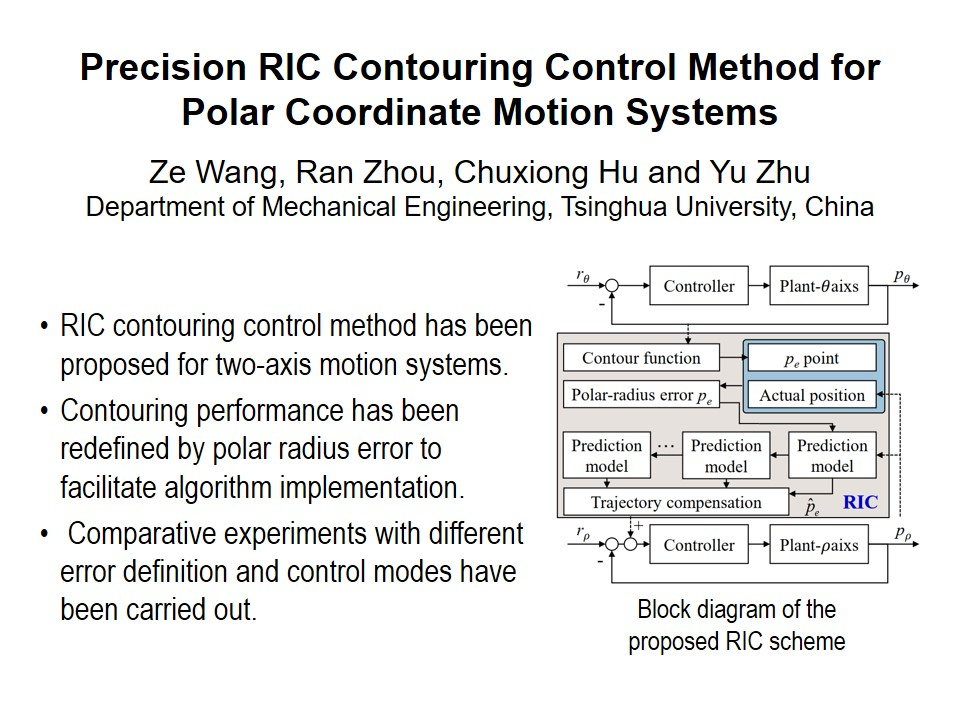 Precision RIC Contouring Control Method for
Polar Coordinate Motion Systems
Ze Wang, Ran Zhou, Chuxiong Hu and Yu Zhu
Department of Mechanical Engineering, Tsinghua University, China
• RIC contouring control method has been
proposed for two-axis motion systems.
• Contouring performance has been
redefined by polar radius error to
facilitate algorithm implementation.
• Comparative experiments with different
error definition and control modes have
been carried out.
rθ
-
Controller
Plant-θaixs
pθ
Contour function
pe point
Polar-radius error pe
Actual position
Prediction
model
...
Prediction
model
Prediction
model
Trajectory compensation
p̂e
RIC
rρ
+
-
Controller
Plant-ρaixs
pρ
Block diagram of the
proposed RIC scheme